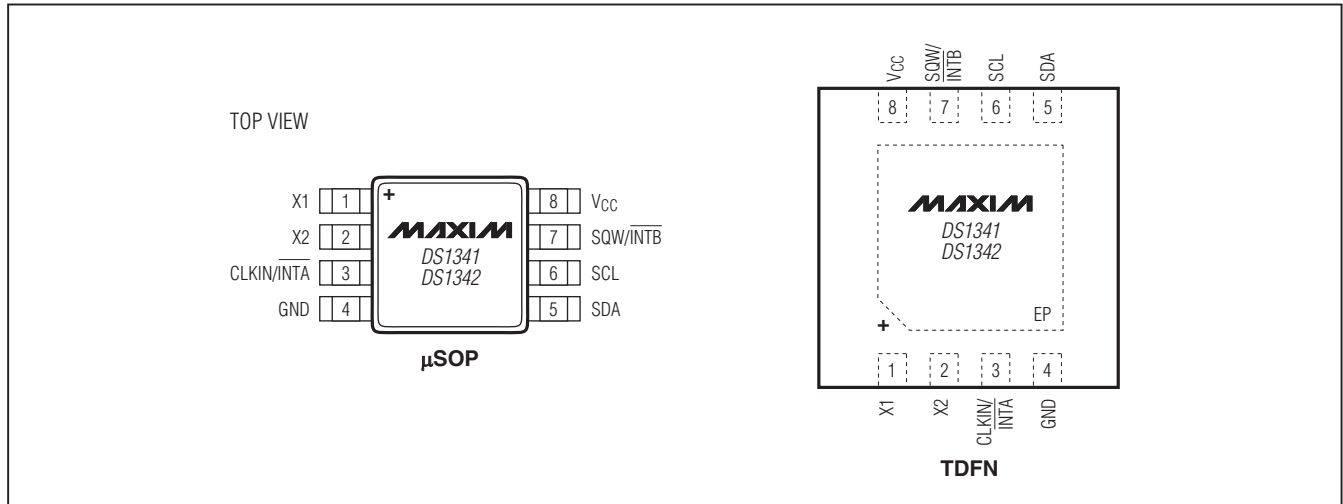 TOP VIEW
X1 1
X2 2
CLKIN/INTA 3
GND 4
+
MAXIM
DS1341
DS1342
8 VCC
7 SQW/INTB
6 SCL
5 SDA
µSOP
VCC
SQW/
INTB
SCL
SDA
8 7 6 5
MAXIM
DS1341
DS1342
EP
+
1 2 3 4
X1
X2
CLKIN/
INTA
GND
TDFN